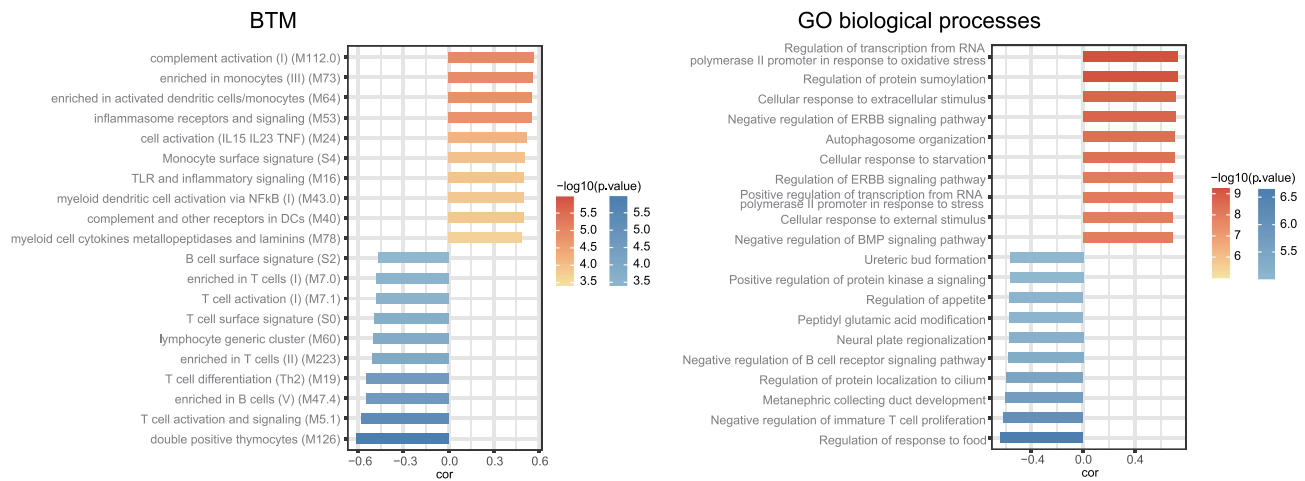 BTM
complement activation (I) (M112.0)
enriched in monocytes (III) (M73)
enriched in activated dendritic cells/monocytes (M64)
inflammasome receptors and signaling (M53)
cell activation (IL15 IL23 TNF) (M24)
Monocyte surface signature (S4)
TLR and inflammatory signaling (M16)
myeloid dendritic cell activation via NFkB (I) (M43.0)
complement and other receptors in DCs (M40)
myeloid cell cytokines metallopeptidases and laminins (M78)
B cell surface signature (S2)
enriched in T cells (I) (M7.0)
T cell activation (I) (M7.1)
T cell surface signature (S0)
lymphocyte generic cluster (M60)
enriched in T cells (II) (M223)
T cell differentiation (Th2) (M19)
enriched in B cells (V) (M47.4)
T cell activation and signaling (M5.1)
double positive thymocytes (M126)
−0.6 −0.3 0.0 0.3 0.6
cor
−log10(p.value)
5.5 5.5
5.0 5.0
4.5 4.5
4.0 4.0
3.5 3.5
GO biological processes
Regulation of transcription from RNA
polymerase II promoter in response to oxidative stress
Regulation of protein sumoylation
Cellular response to extracellular stimulus
Negative regulation of ERBB signaling pathway
Autophagosome organization
Cellular response to starvation
Regulation of ERBB signaling pathway
Positive regulation of transcription from RNA
polymerase II promoter in response to stress
Cellular response to external stimulus
Negative regulation of BMP signaling pathway
Ureteric bud formation
Positive regulation of protein kinase a signaling
Regulation of appetite
Peptidyl glutamic acid modification
Neural plate regionalization
Negative regulation of B cell receptor signaling pathway
Regulation of protein localization to cilium
Metanephric collecting duct development
Negative regulation of immature T cell proliferation
Regulation of response to food
−0.4 0.0 0.4
cor
−log10(p.value)
9 6.5
8
7 5.5
6